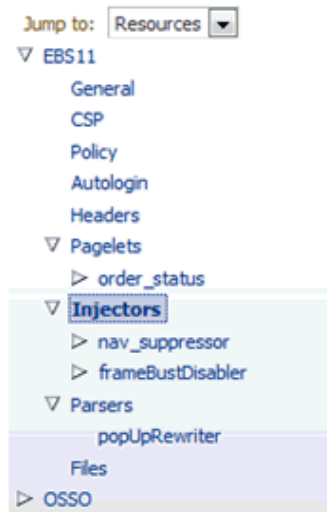 Jump to: Resources
EBS11
General
CSP
Policy
Autologin
Headers
Pagelets
order_status
Injectors
nav_suppressor
frameBustDisabler
Parsers
popUpRewriter
Files
OSSO